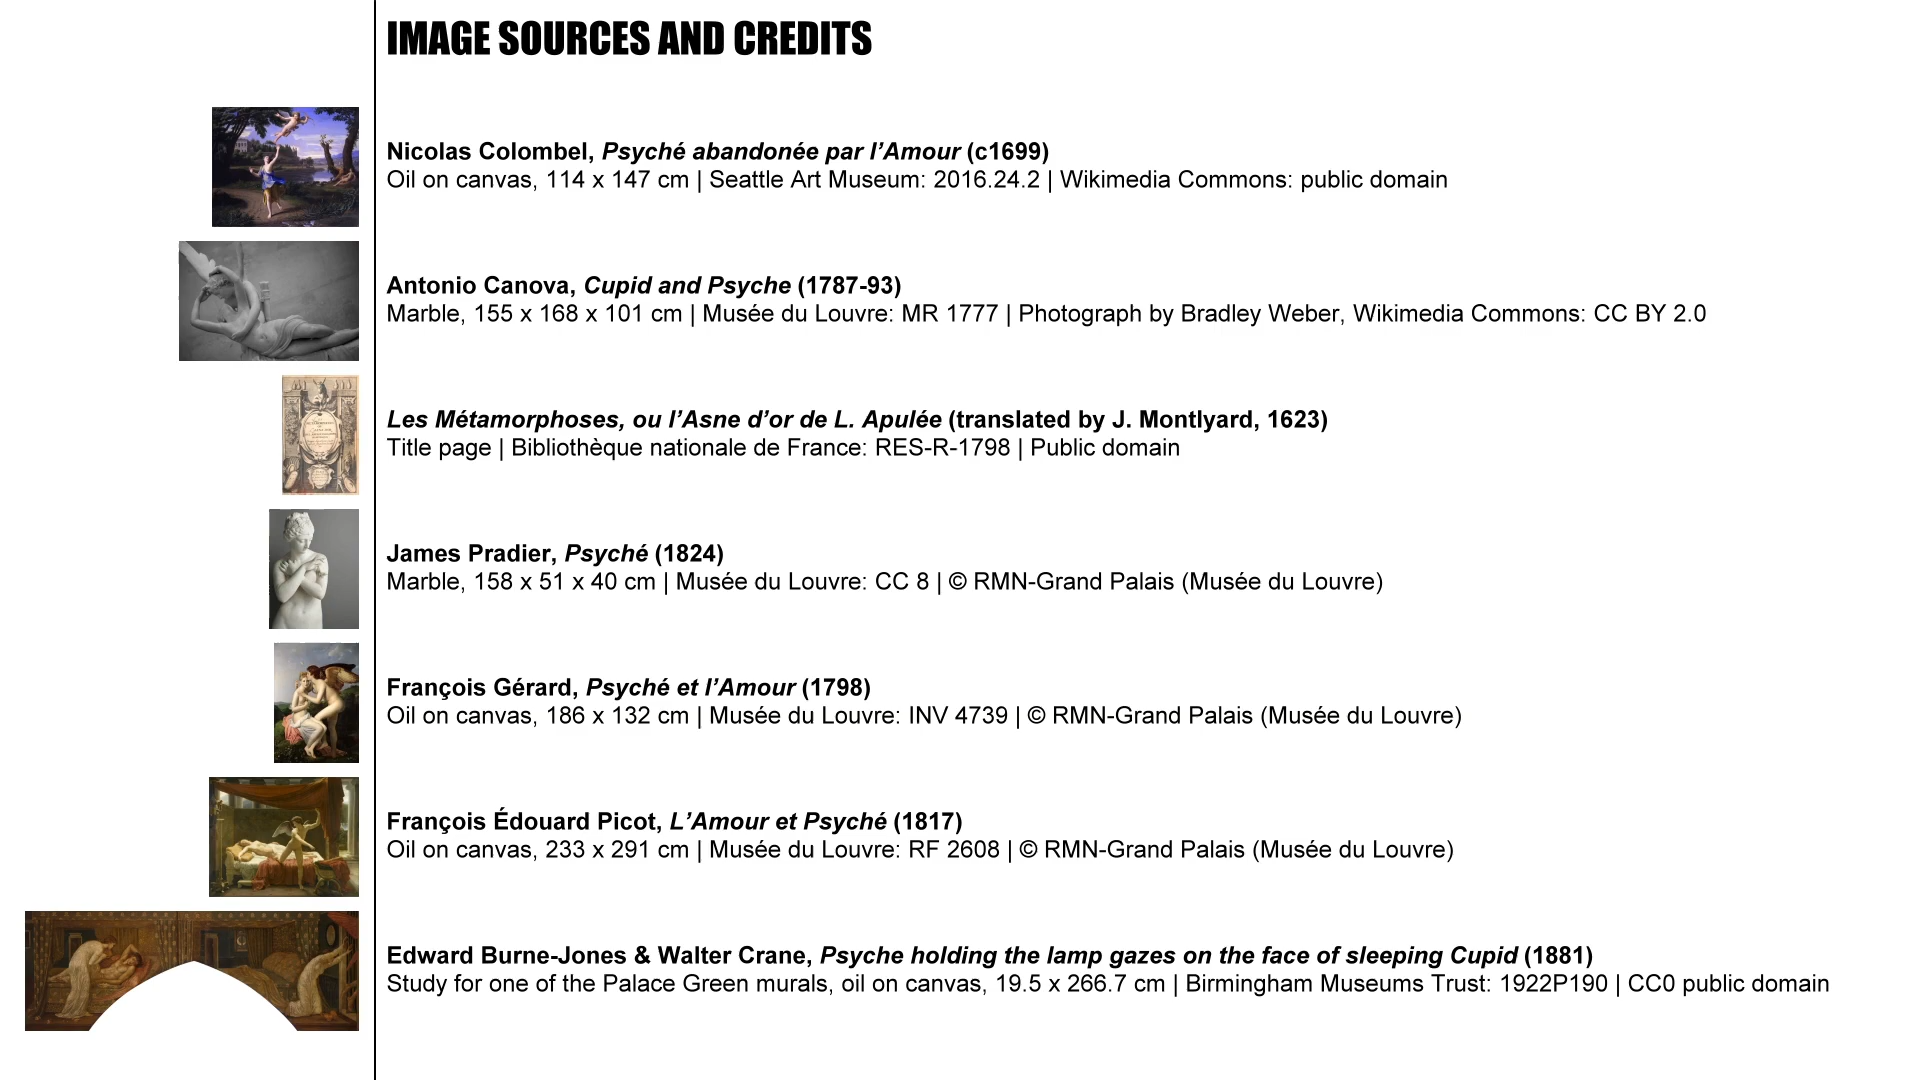 IMAGE SOURCES AND CREDITS
Nicolas Colombel, Psyché abandonée par l’Amour (c1699)
Oil on canvas, 114 x 147 cm | Seattle Art Museum: 2016.24.2 | Wikimedia Commons: public domain
Antonio Canova, Cupid and Psyche (1787-93)
Marble, 155 x 168 x 101 cm | Musée du Louvre: MR 1777 | Photograph by Bradley Weber, Wikimedia Commons: CC BY 2.0
Les Métamorphoses, ou l’Asne d’or de L. Apulée (translated by J. Montlyard, 1623)
Title page | Bibliothèque nationale de France: RES-R-1798 | Public domain
James Pradier, Psyché (1824)
Marble, 158 x 51 x 40 cm | Musée du Louvre: CC 8 | © RMN-Grand Palais (Musée du Louvre)
François Gérard, Psyché et l’Amour (1798)
Oil on canvas, 186 x 132 cm | Musée du Louvre: INV 4739 | © RMN-Grand Palais (Musée du Louvre)
François Édouard Picot, L’Amour et Psyché (1817)
Oil on canvas, 233 x 291 cm | Musée du Louvre: RF 2608 | © RMN-Grand Palais (Musée du Louvre)
Edward Burne-Jones & Walter Crane, Psyche holding the lamp gazes on the face of sleeping Cupid (1881)
Study for one of the Palace Green murals, oil on canvas, 19.5 x 266.7 cm | Birmingham Museums Trust: 1922P190 | CC0 public domain